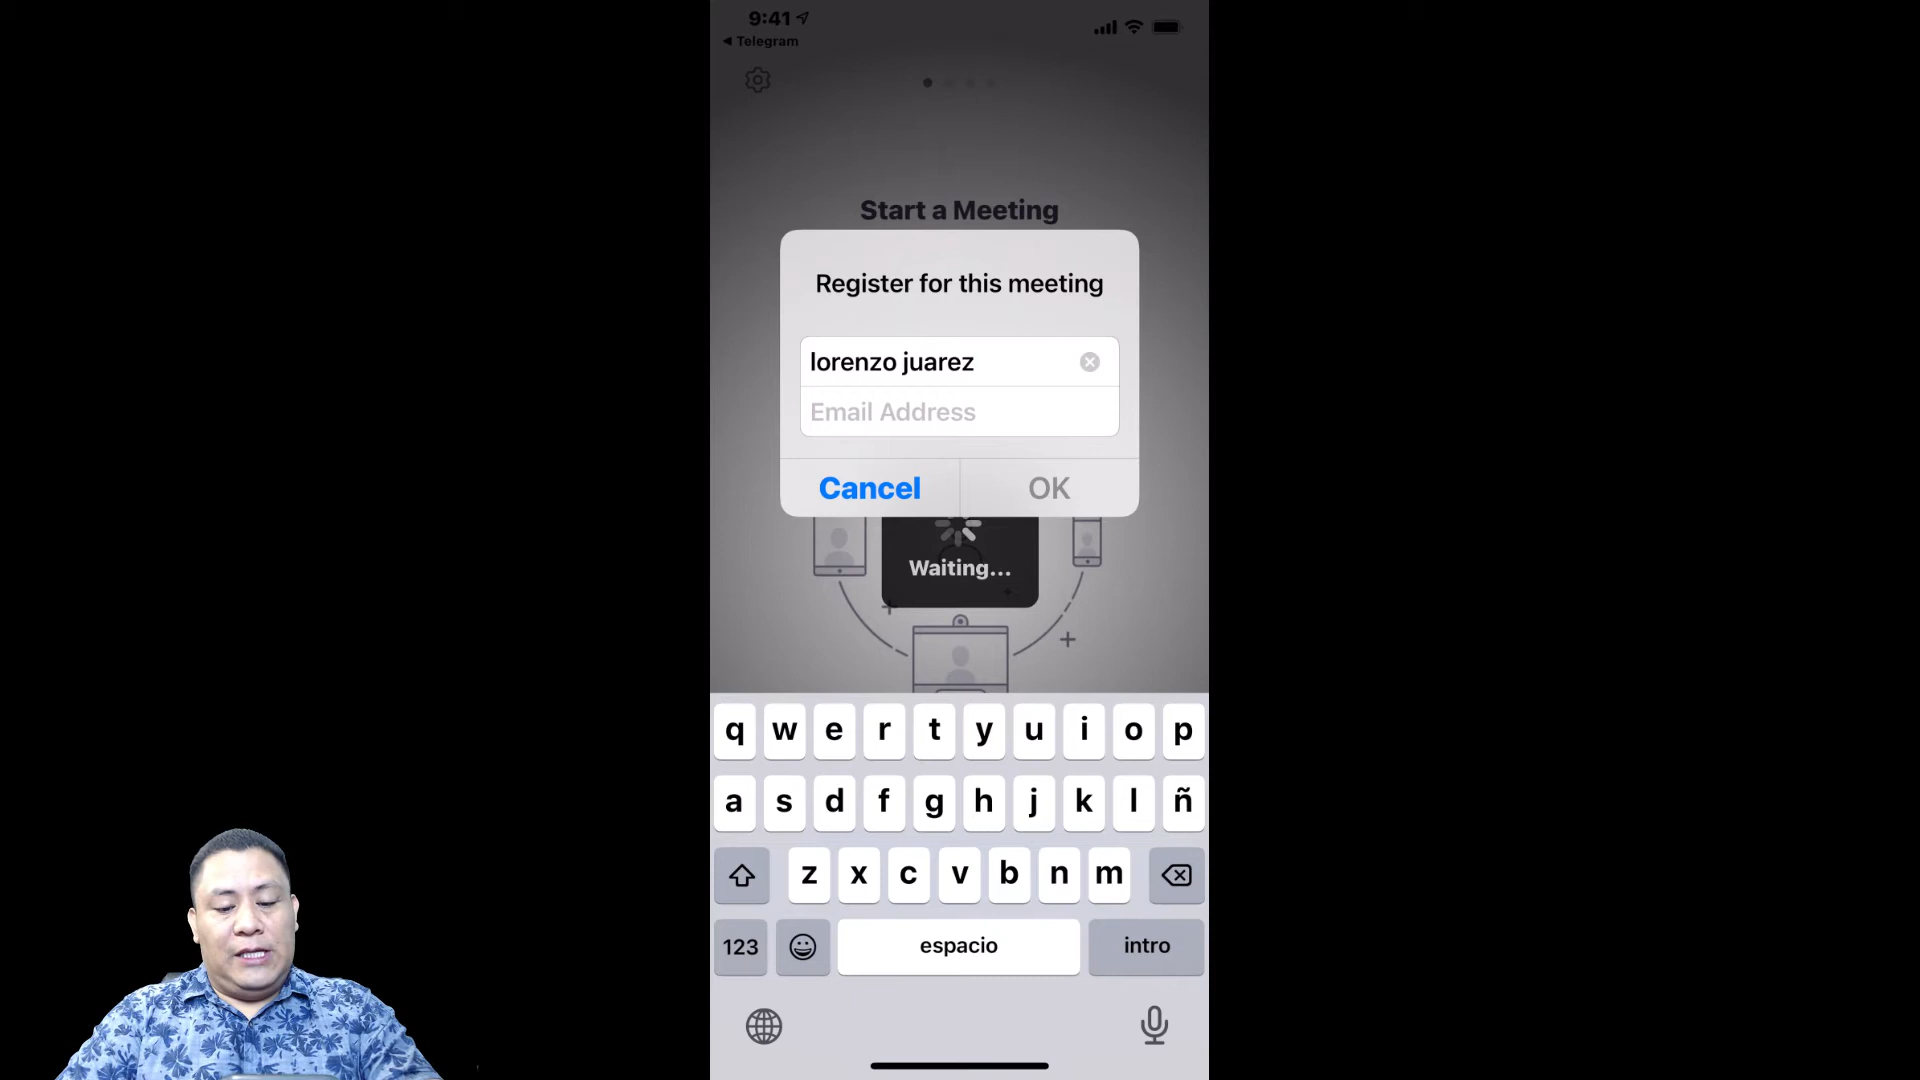 9:41
Telegram
Start a Meeting
Register for this meeting
lorenzo juarez
Email Address
Cancel
OK
Waiting...
q w e r t y u i o p
a s d f g h j k l ñ
z x c v b n m
123
espacio
intro